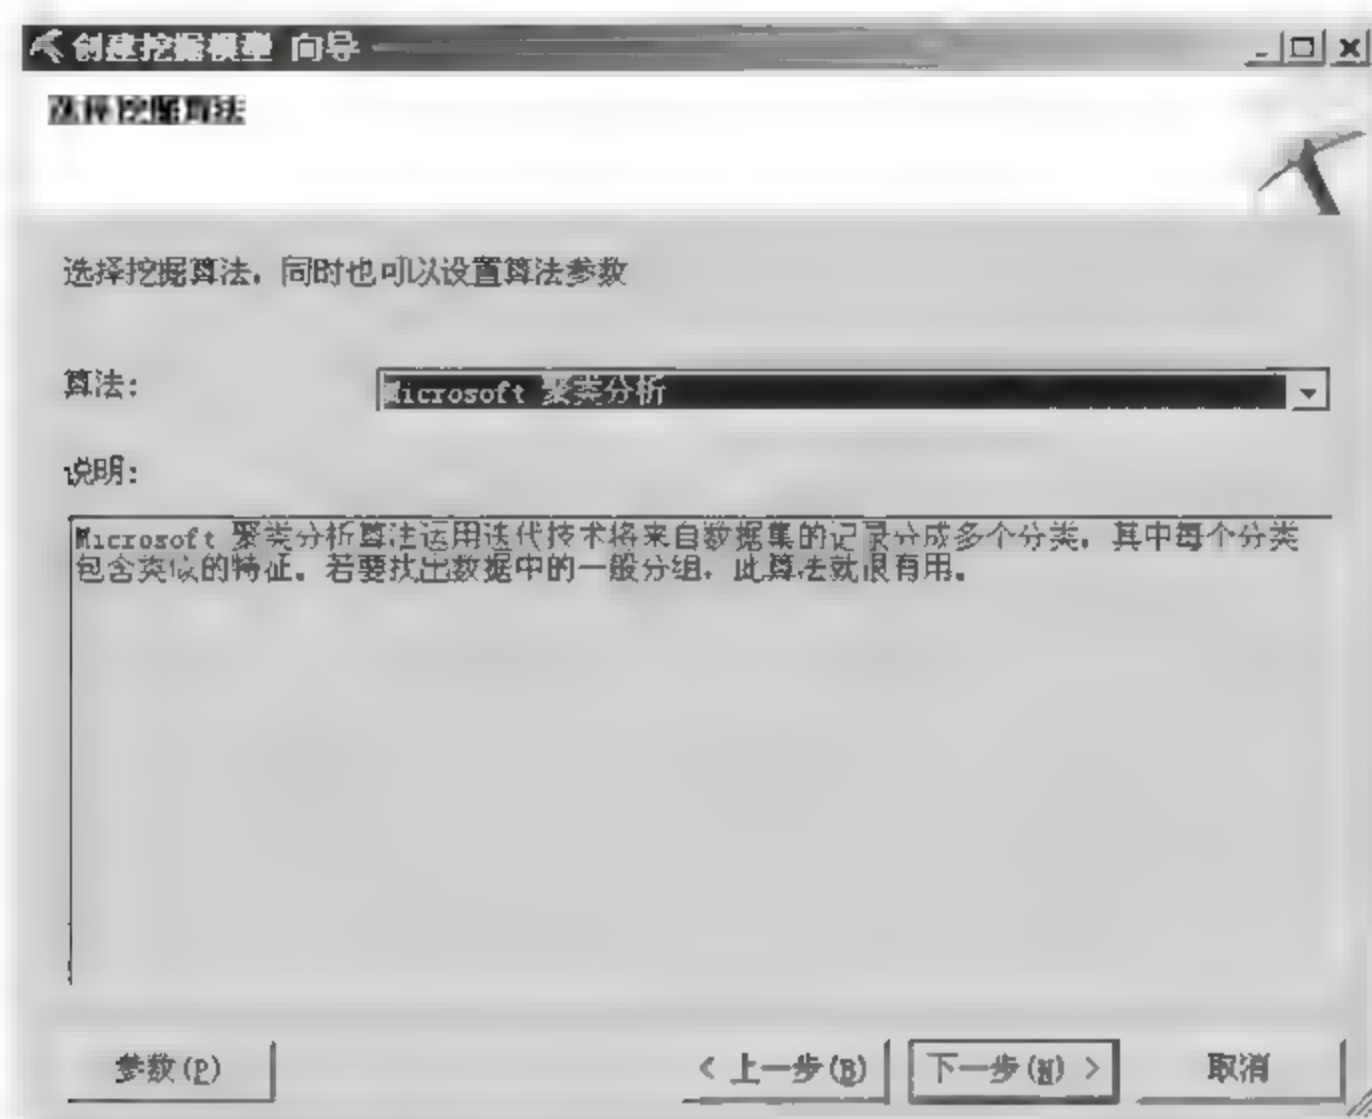 创建挖掘模型 向导
选择挖掘算法
选择挖掘算法，同时也可以设置算法参数
算法：
Microsoft 聚类分析
说明：
Microsoft 聚类分析算法运用迭代技术将来自数据集的记录分成多个分类，其中每个分类
包含类似的特征。若要找出数据中的一般分组，此算法就很有用。
参数(P)
< 上一步(B)
下一步(N) >
取消